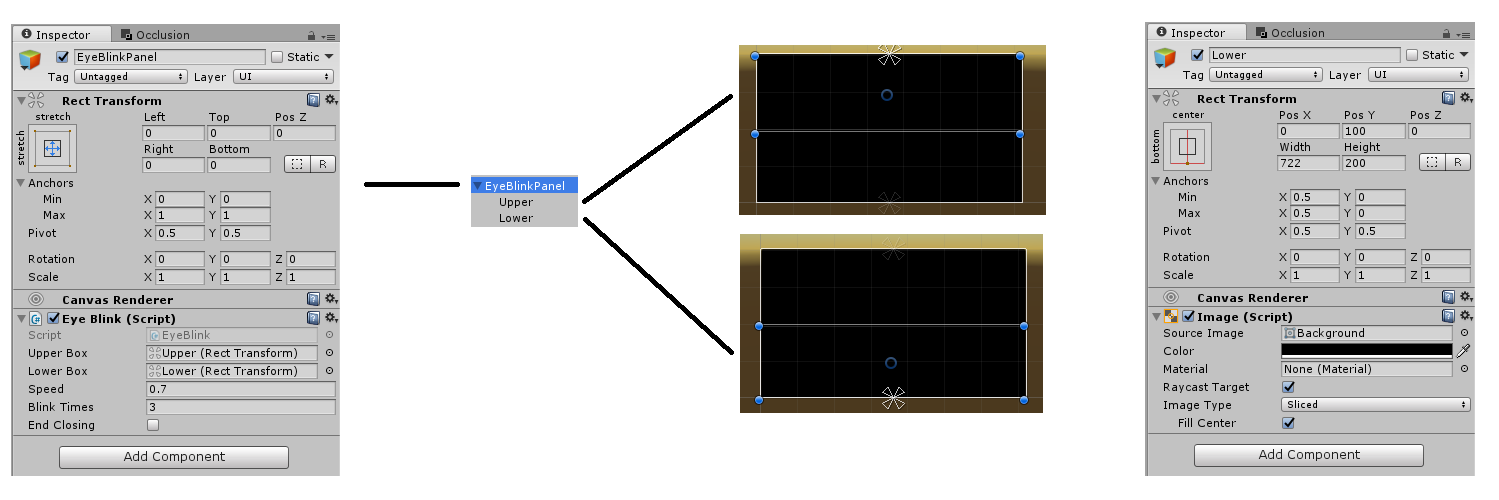 Inspector Occlusion
EyeBlinkPanel Static
Tag Untagged Layer UI
Rect Transform
stretch Left Top Pos Z
stretch 0 0 0
Right Bottom
0 0 R
Anchors
Min X 0 Y 0
Max X 1 Y 1
Pivot X 0.5 Y 0.5
Rotation X 0 Y 0 Z 0
Scale X 1 Y 1 Z 1
Canvas Renderer
Eye Blink (Script)
Script EyeBlink
Upper Box Upper (Rect Transform)
Lower Box Lower (Rect Transform)
Speed 0.7
Blink Times 3
End Closing
Add Component
EyeBlinkPanel
Upper
Lower
Inspector Occlusion
Lower Static
Tag Untagged Layer UI
Rect Transform
center Pos X Pos Y Pos Z
bottom 0 100 0
Width Height
722 200 R
Anchors
Min X 0.5 Y 0
Max X 0.5 Y 0
Pivot X 0.5 Y 0.5
Rotation X 0 Y 0 Z 0
Scale X 1 Y 1 Z 1
Canvas Renderer
Image (Script)
Source Image Background
Color
Material None (Material)
Raycast Target
Image Type Sliced
Fill Center
Add Component